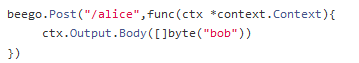 beego.Post("/alice",func(ctx *context.Context){
     ctx.Output.Body([]byte("bob"))
})